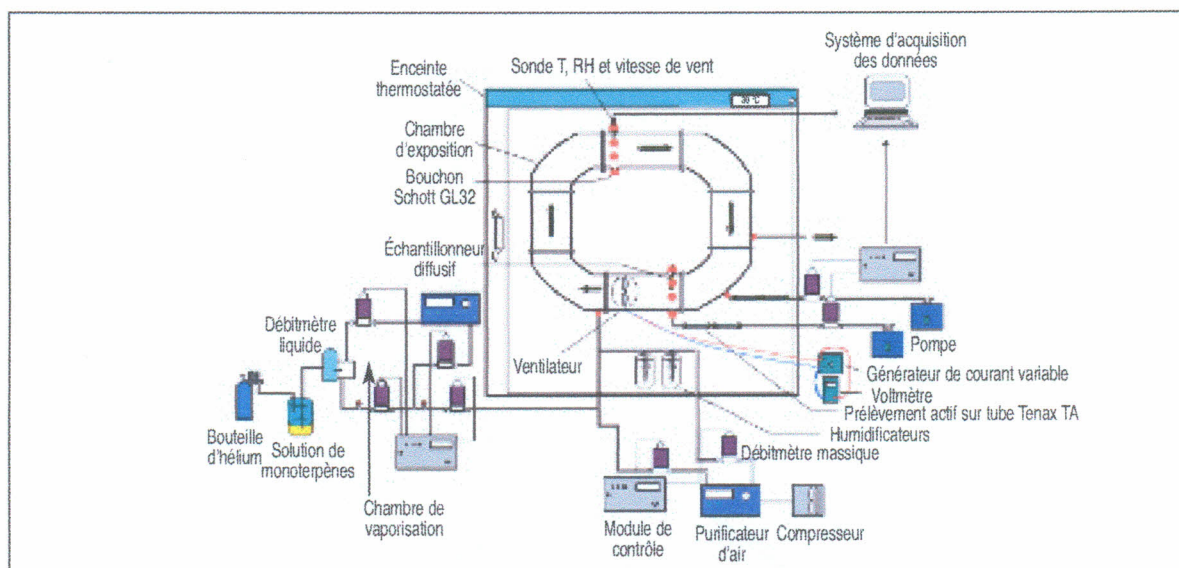 Système d'acquisition
des données
Sonde T, RH et vitesse de vent
Enceinte
thermostatée
30 °C
Chambre
d'exposition
Bouchon
Schott GL32
Échantillonneur
diffusif
Débitmètre
liquide
Ventilateur
Pompe
Générateur de courant variable
Voltmètre
Prélèvement actif sur tube Tenax TA
Humidificateurs
Débitmètre massique
Bouteille
d'hélium
Solution de
monoterpènes
Chambre de
vaporisation
Module de
contrôle
Purificateur
d'air
Compresseur